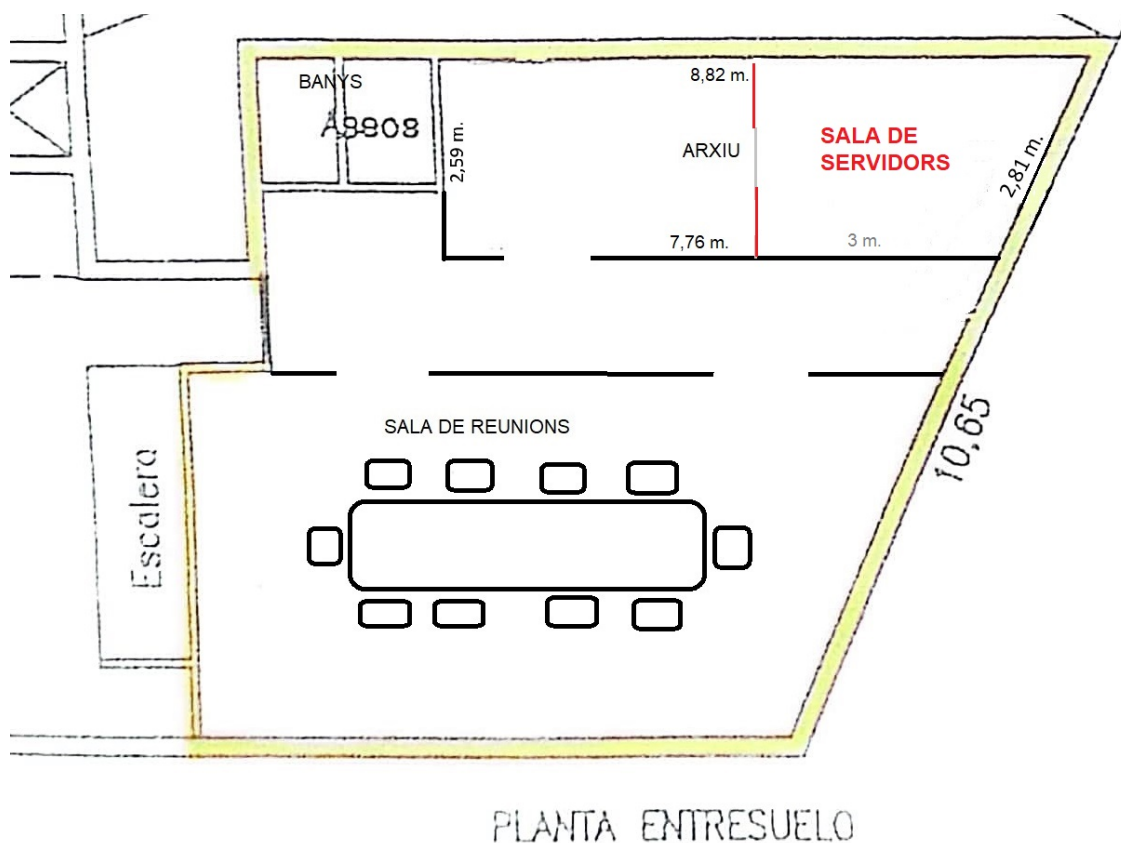 BANYS
ASEOS
8,82 m.
2,59 m.
ARXIU
SALA DE
SERVIDORS
2,81 m.
7,76 m.
3 m.
10,65
SALA DE REUNIONS
Escalera
PLANTA ENTRESUELO